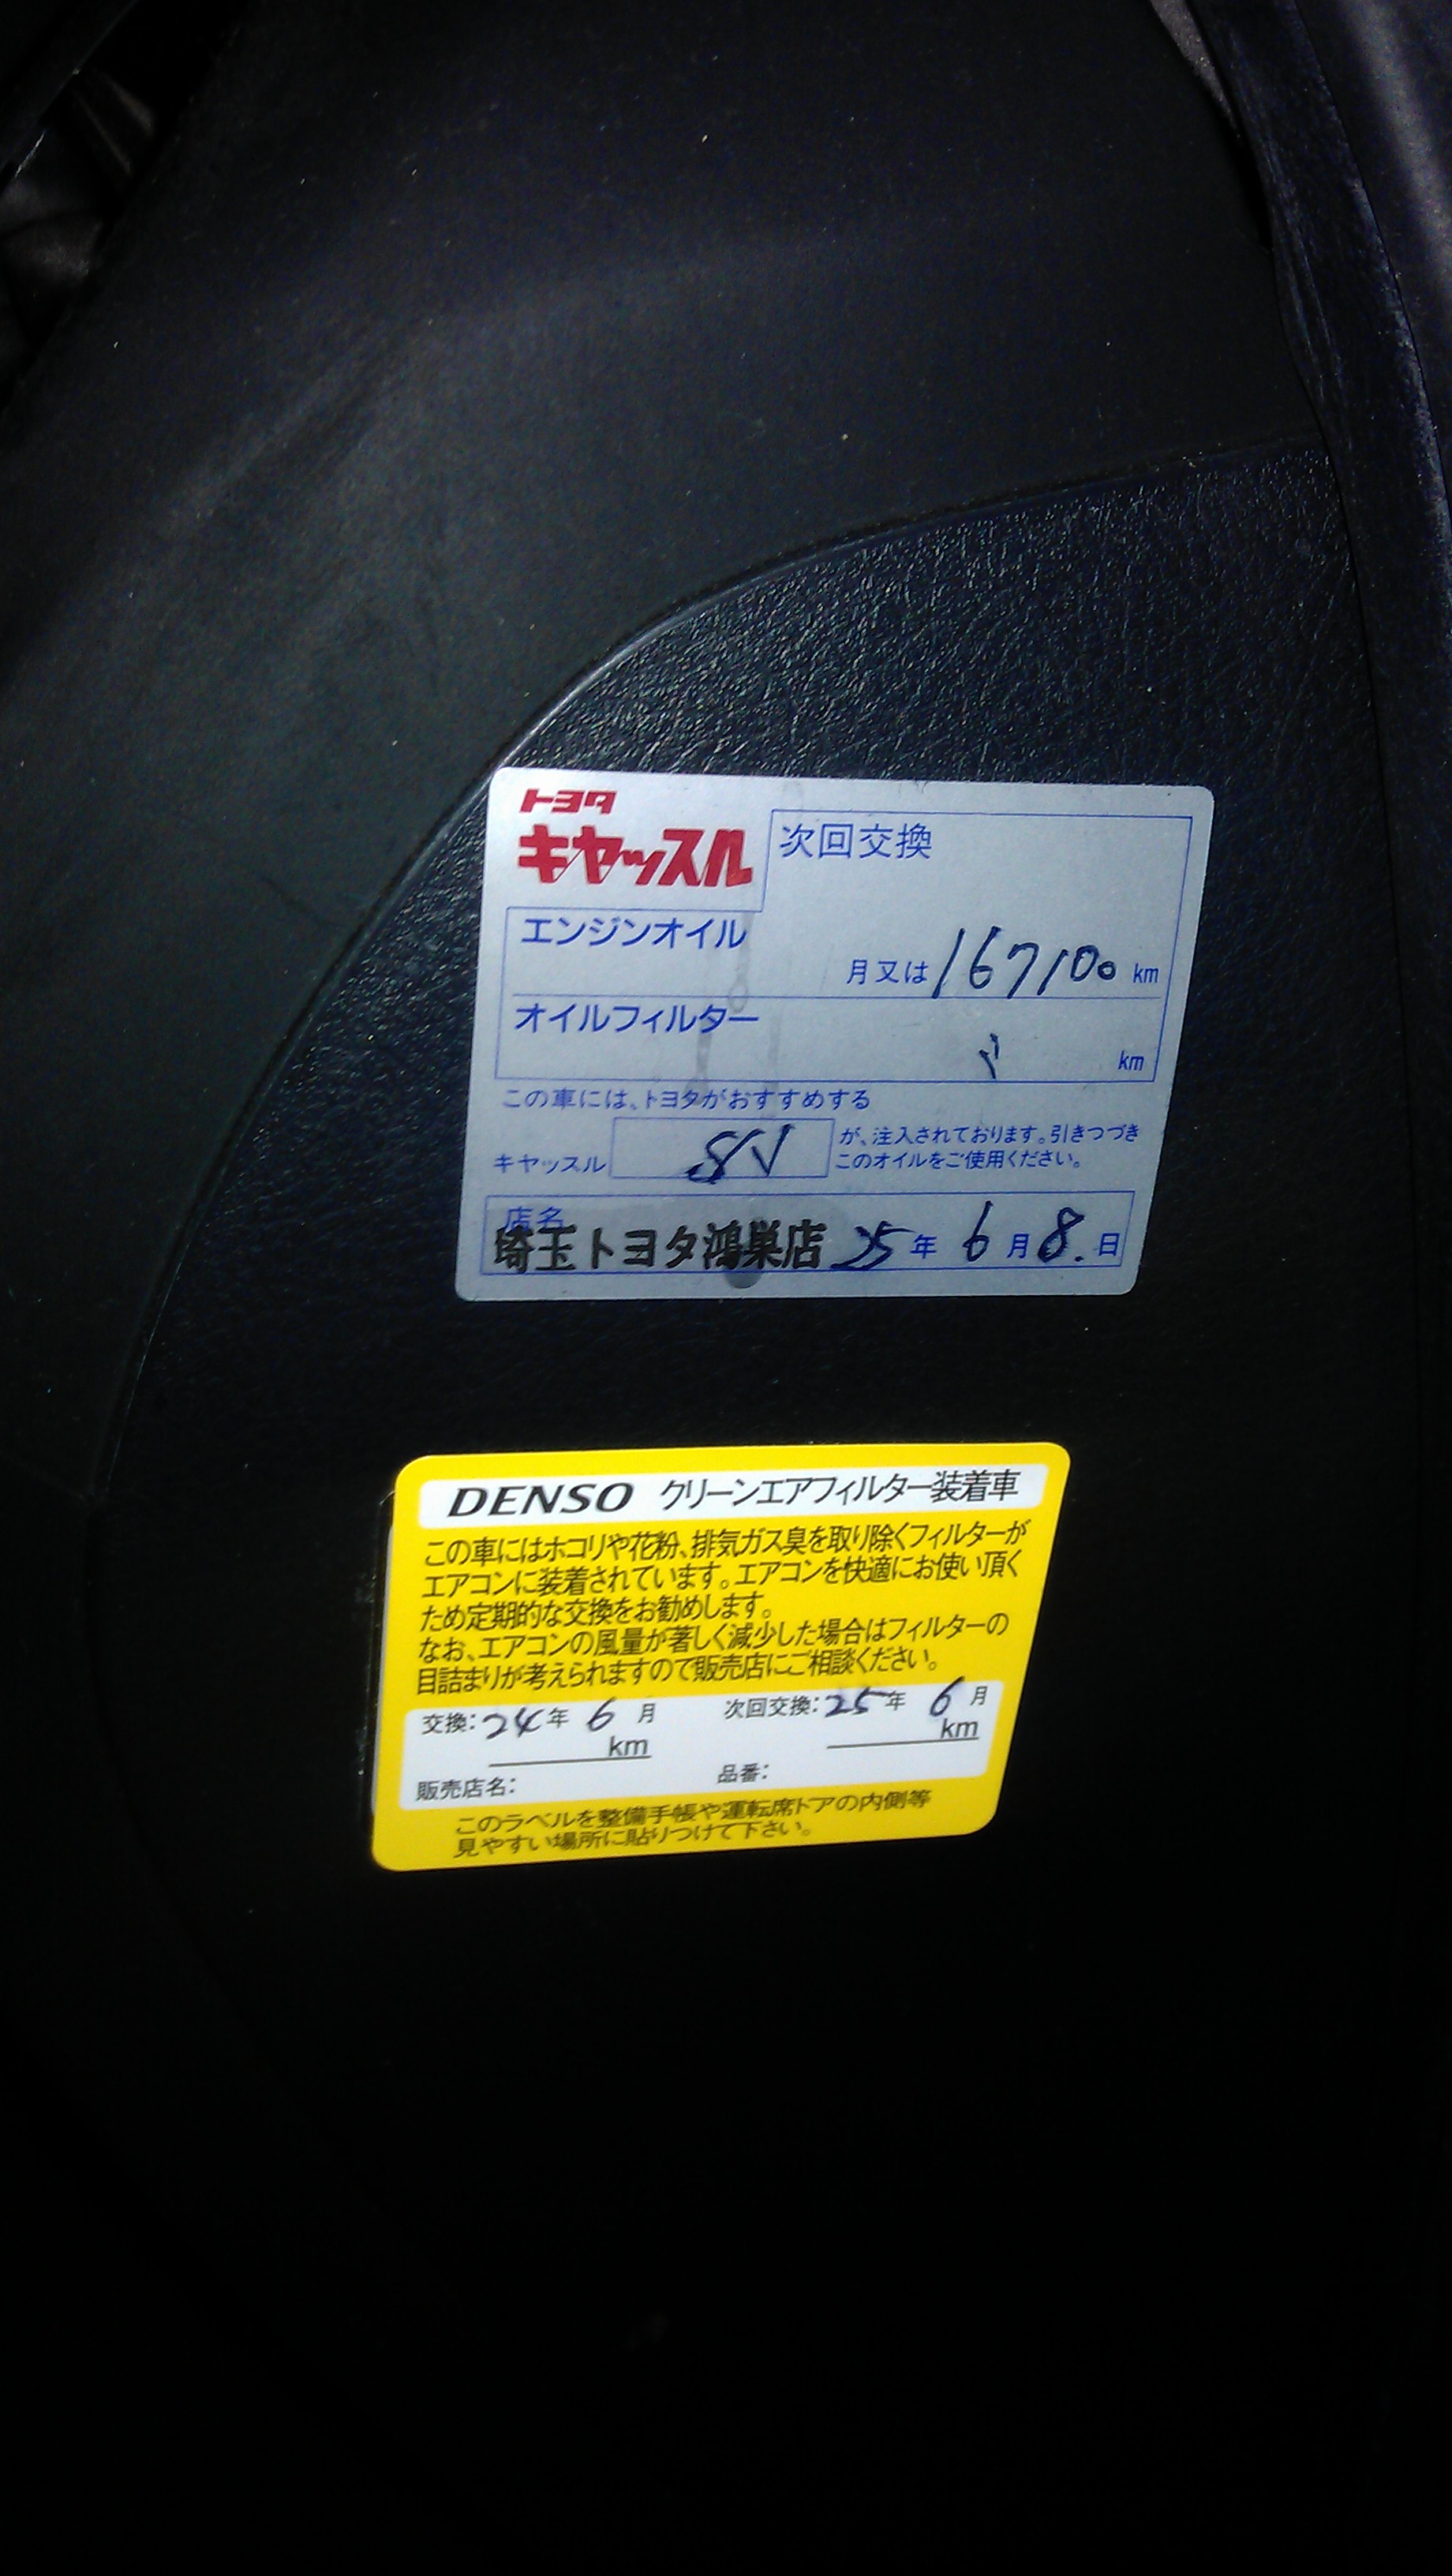 トヨタ
キヤッスル
次回交換
エンジンオイル
月又は 167100 km
オイルフィルター
〃 km
この車には、トヨタがおすすめする
キヤッスル SN が、注入されております。引きつづき
このオイルをご使用ください。
店名
埼玉トヨタ鴻巣店 25年 6月8.日
DENSO クリーンエアフィルター装着車
この車にはホコリや花粉、排気ガス臭を取り除くフィルターが
エアコンに装着されています。エアコンを快適にお使い頂く
ため定期的な交換をお勧めします。
なお、エアコンの風量が著しく減少した場合はフィルターの
目詰まりが考えられますので販売店にご相談ください。
交換:24年 6月 次回交換:25年 6月
km km
販売店名: 品番:
このラベルを整備手帳や運転席ドアの内側等
見やすい場所に貼りつけて下さい。